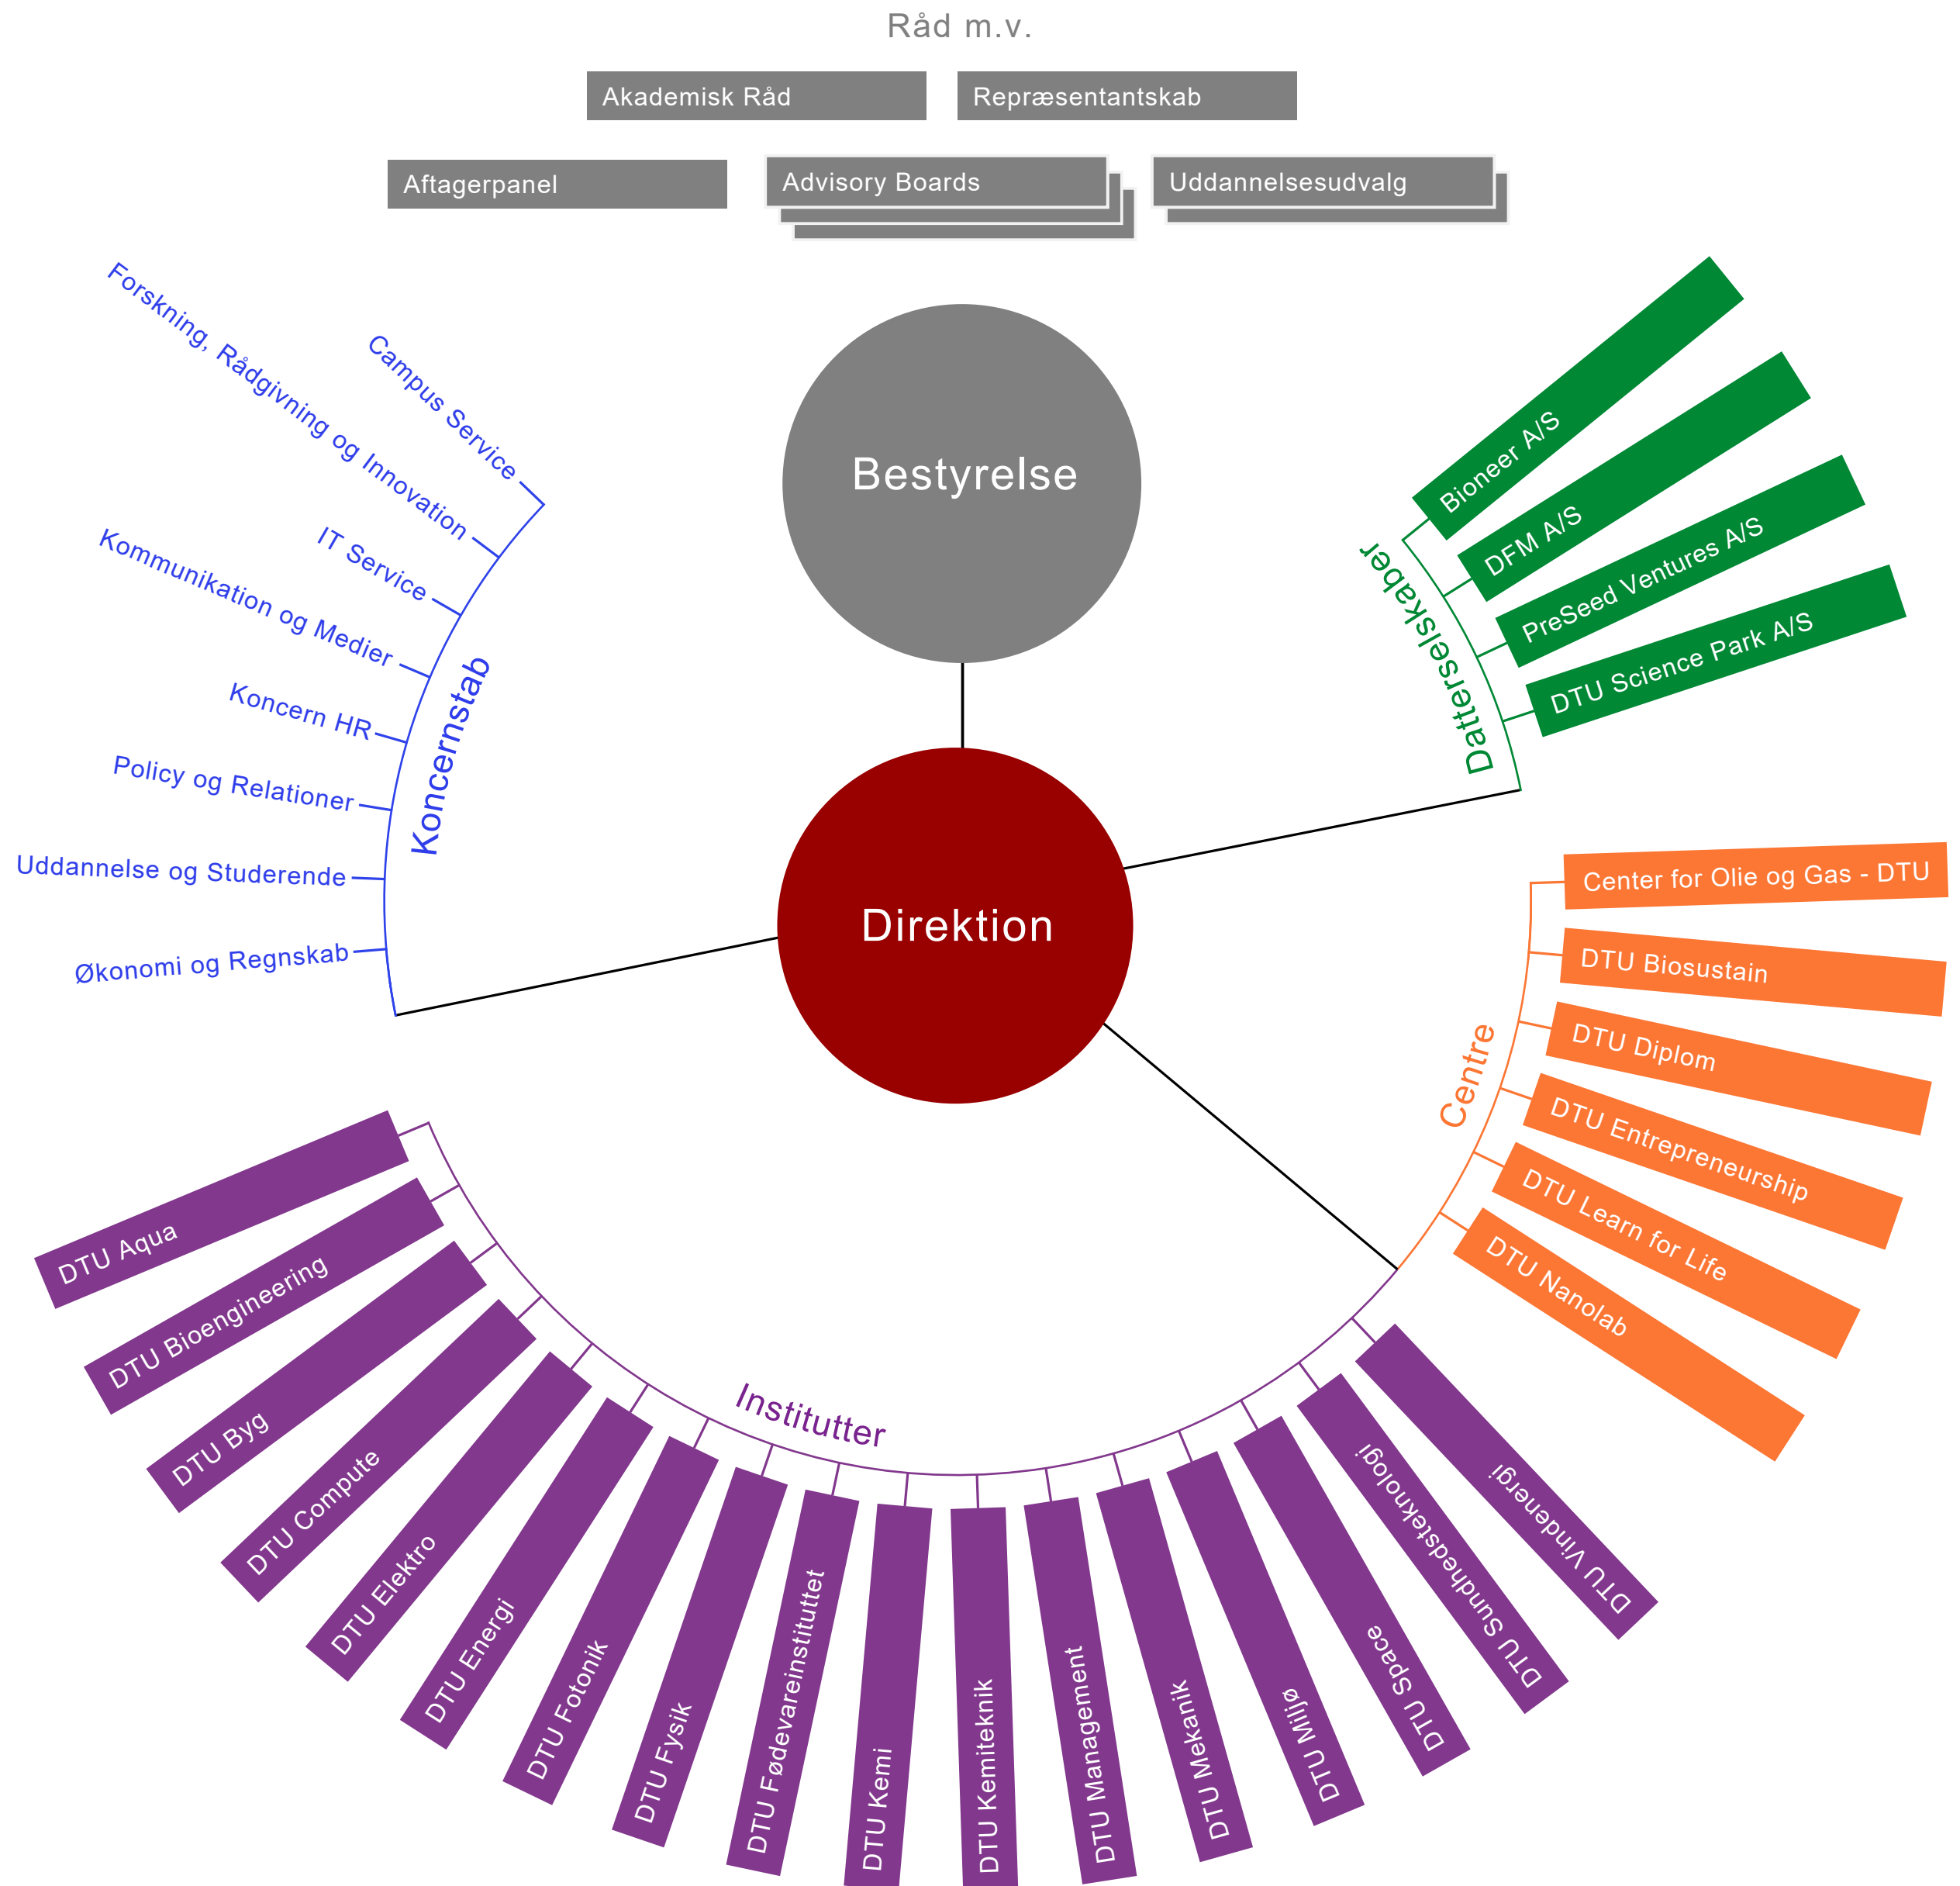 Råd m.v.
Akademisk Råd
Repræsentantskab
Aftagerpanel
Advisory Boards
Uddannelsesudvalg
Bestyrelse
Direktion
Koncernstab
Campus Service
Forskning, Rådgivning og Innovation
IT Service
Kommunikation og Medier
Koncern HR
Policy og Relationer
Uddannelse og Studerende
Økonomi og Regnskab
Datterselskaber
Bioneer A/S
DFM A/S
PreSeed Ventures A/S
DTU Science Park A/S
Centre
Center for Olie og Gas - DTU
DTU Biosustain
DTU Diplom
DTU Entrepreneurship
DTU Learn for Life
DTU Nanolab
Institutter
DTU Aqua
DTU Bioengineering
DTU Byg
DTU Compute
DTU Elektro
DTU Energi
DTU Fotonik
DTU Fysik
DTU Fødevareinstituttet
DTU Kemi
DTU Kemiteknik
DTU Management
DTU Mekanik
DTU Miljø
DTU Space
DTU Sundhedsteknologi
DTU Vindenergi